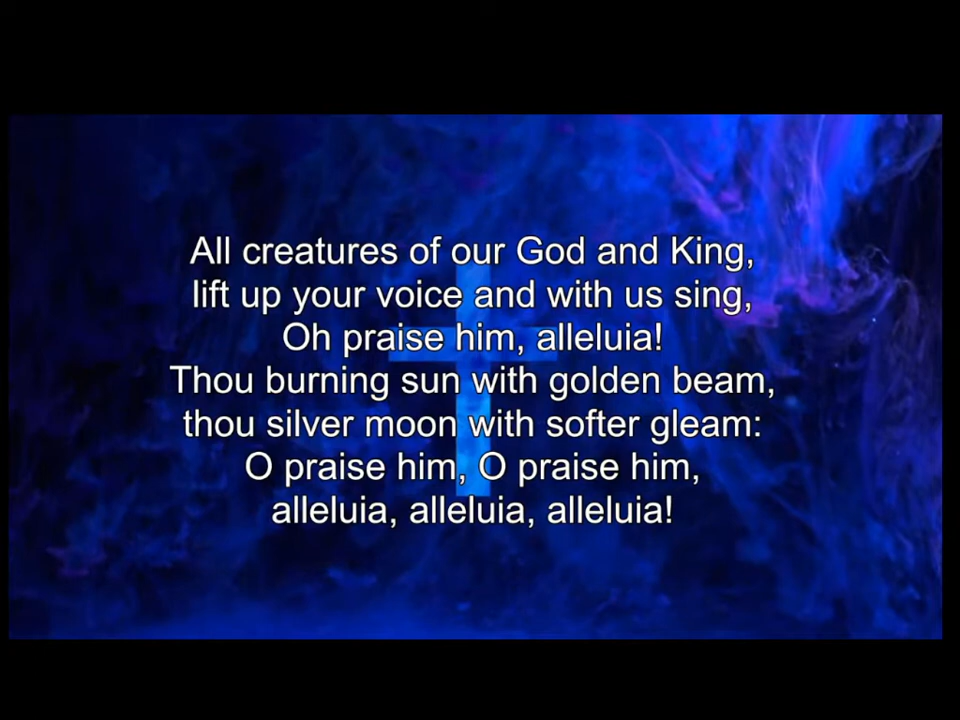 All creatures of our God and King,
lift up your voice and with us sing,
Oh praise him, alleluia!
Thou burning sun with golden beam,
thou silver moon with softer gleam:
O praise him, O praise him,
alleluia, alleluia, alleluia!